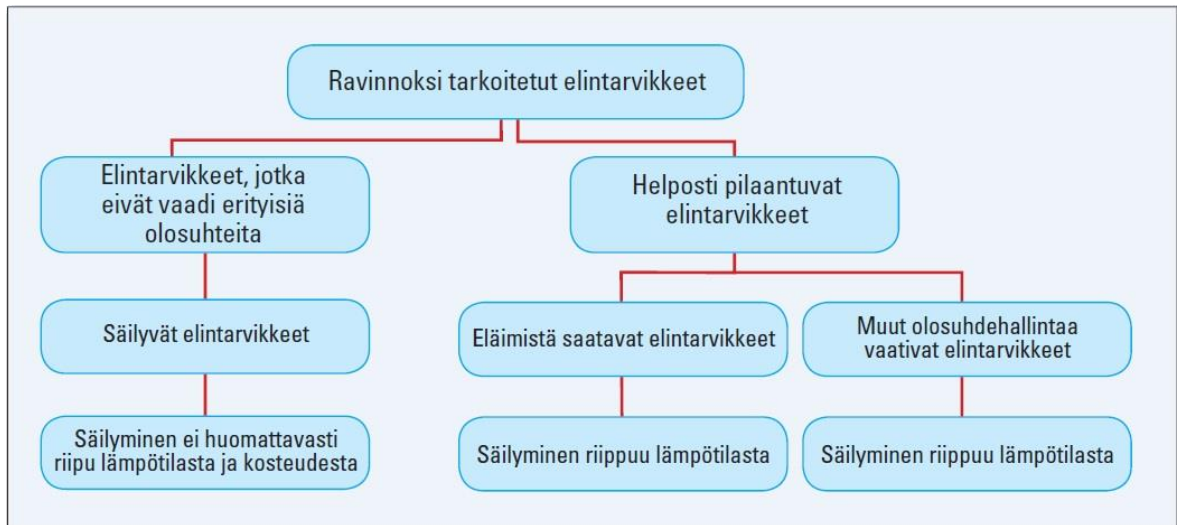 Ravinnoksi tarkoitetut elintarvikkeet
Elintarvikkeet, jotka
eivät vaadi erityisiä
olosuhteita
Helposti pilaantuvat
elintarvikkeet
Säilyvät elintarvikkeet
Eläimistä saatavat elintarvikkeet
Muut olosuhdehallintaa
vaativat elintarvikkeet
Säilyminen ei huomattavasti
riipu lämpötilasta ja kosteudesta
Säilyminen riippuu lämpötilasta
Säilyminen riippuu lämpötilasta